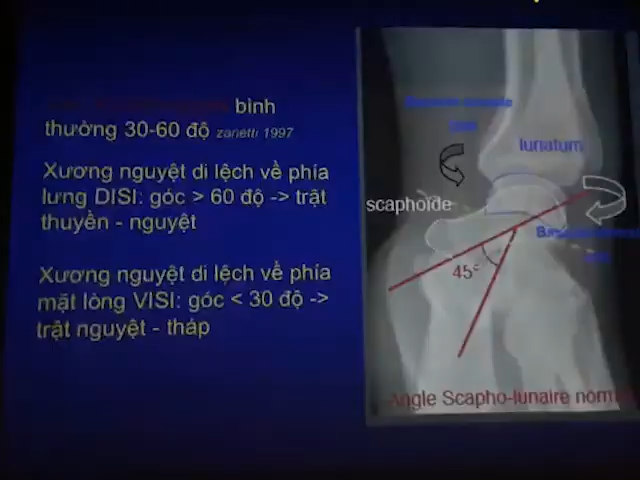 bình
thường 30-60 độ zanetti 1997
Xương nguyệt di lệch về phía
lưng DISI: góc > 60 độ -> trật
thuyền - nguyệt
Xương nguyệt di lệch về phía
mặt lòng VISI: góc < 30 độ ->
trật nguyệt - tháp
lunatum
scaphoïde
45°
Angle Scapho-lunaire norm